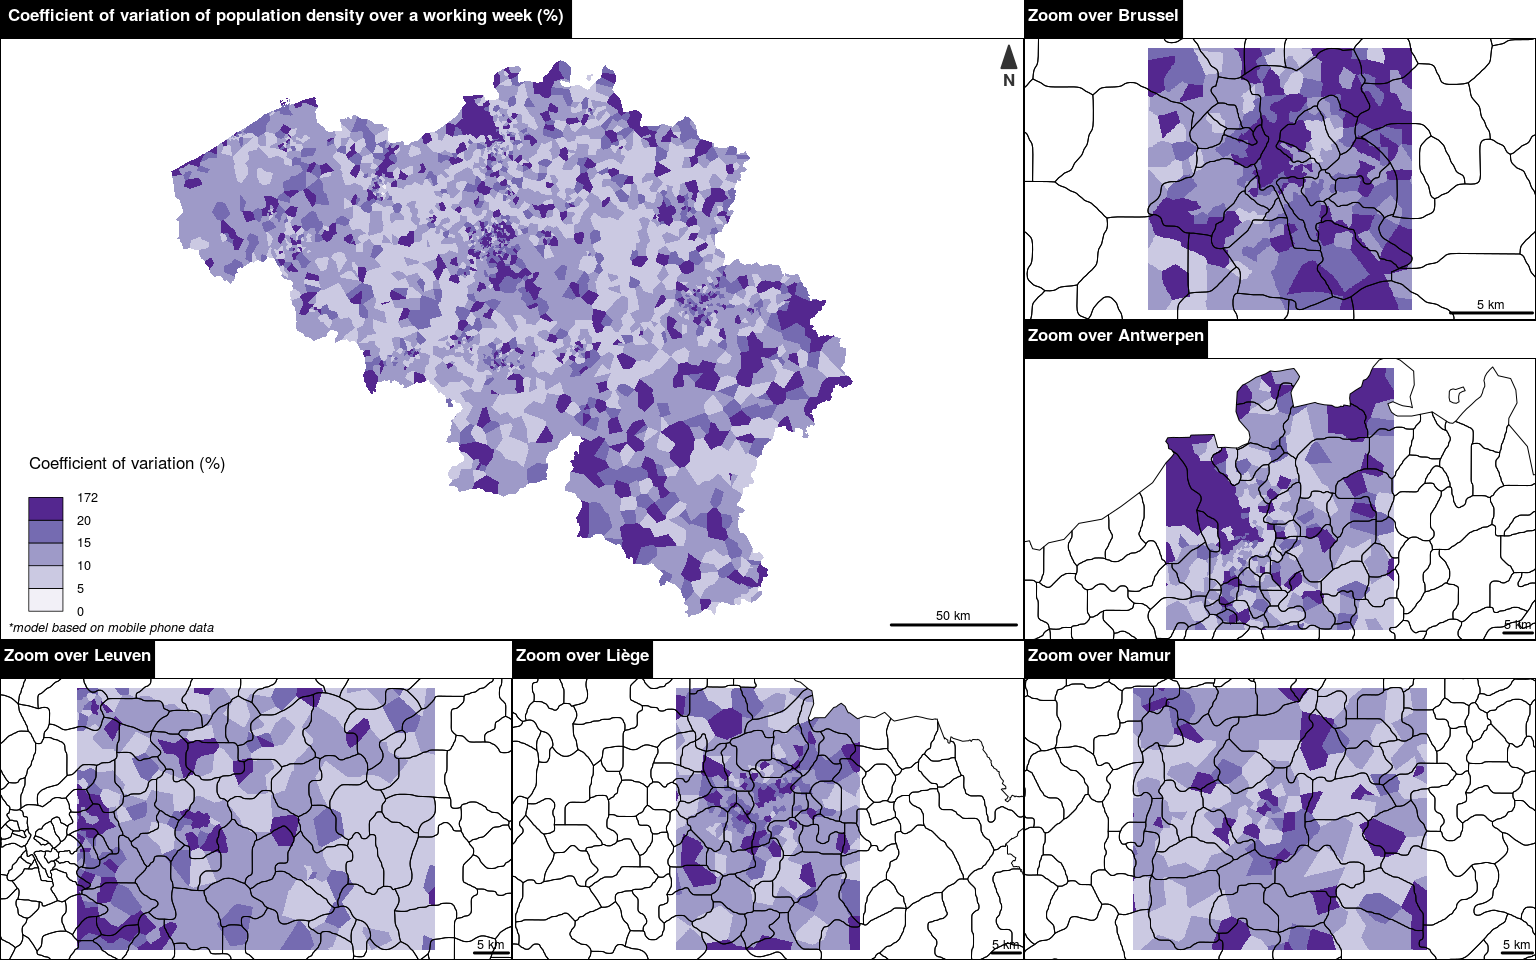 Coefficient of variation of population density over a working week (%)
N
Coefficient of variation (%)
172
20
15
10
5
0
*model based on mobile phone data
50 km
Zoom over Brussel
5 km
Zoom over Antwerpen
5 km
Zoom over Leuven
5 km
Zoom over Liège
5 km
Zoom over Namur
5 km